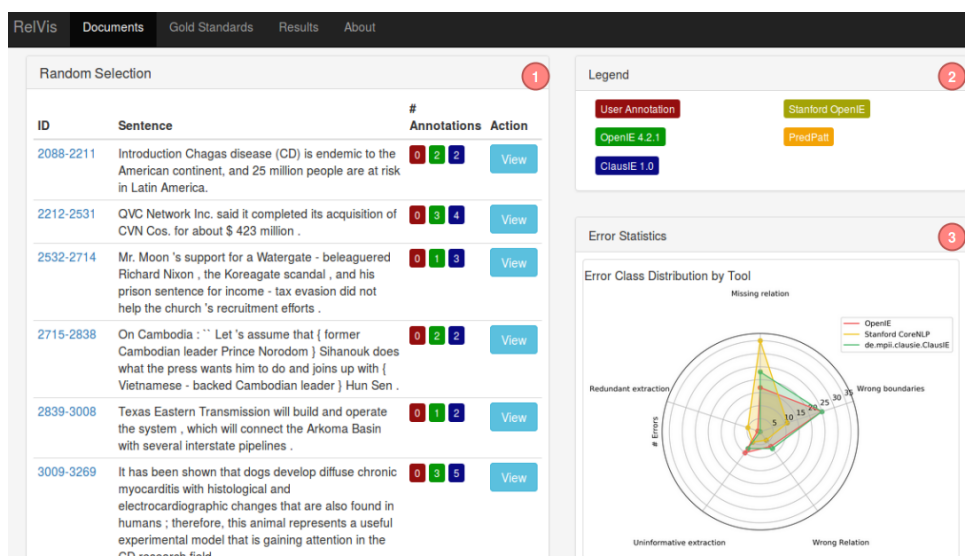 RelVis Documents Gold Standards Results About
Random Selection 1
ID Sentence # Annotations Action
2088-2211 Introduction Chagas disease (CD) is endemic to the 0 2 2 View
American continent, and 25 million people are at risk
in Latin America.
2212-2531 QVC Network Inc. said it completed its acquisition of 0 3 4 View
CVN Cos. for about $ 423 million .
2532-2714 Mr. Moon 's support for a Watergate - beleaguered 0 1 3 View
Richard Nixon , the Koreagate scandal , and his
prison sentence for income - tax evasion did not
help the church 's recruitment efforts .
2715-2838 On Cambodia : `` Let 's assume that { former 0 2 2 View
Cambodian leader Prince Norodom } Sihanouk does
what the press wants him to do and joins up with {
Vietnamese - backed Cambodian leader } Hun Sen .
2839-3008 Texas Eastern Transmission will build and operate 0 1 2 View
the system , which will connect the Arkoma Basin
with several interstate pipelines .
3009-3269 It has been shown that dogs develop diffuse chronic 0 3 5 View
myocarditis with histological and
electrocardiographic changes that are also found in
humans ; therefore, this animal represents a useful
experimental model that is gaining attention in the
CD research field
Legend 2
User Annotation Stanford OpenIE
OpenIE 4.2.1 PredPatt
ClausIE 1.0
Error Statistics 3
Error Class Distribution by Tool
Missing relation
OpenIE
Stanford CoreNLP
de.mpii.clausie.ClausIE
Redundant extraction
Wrong boundaries
5 10 15 20 25 30 35
# Errors
Uninformative extraction
Wrong Relation